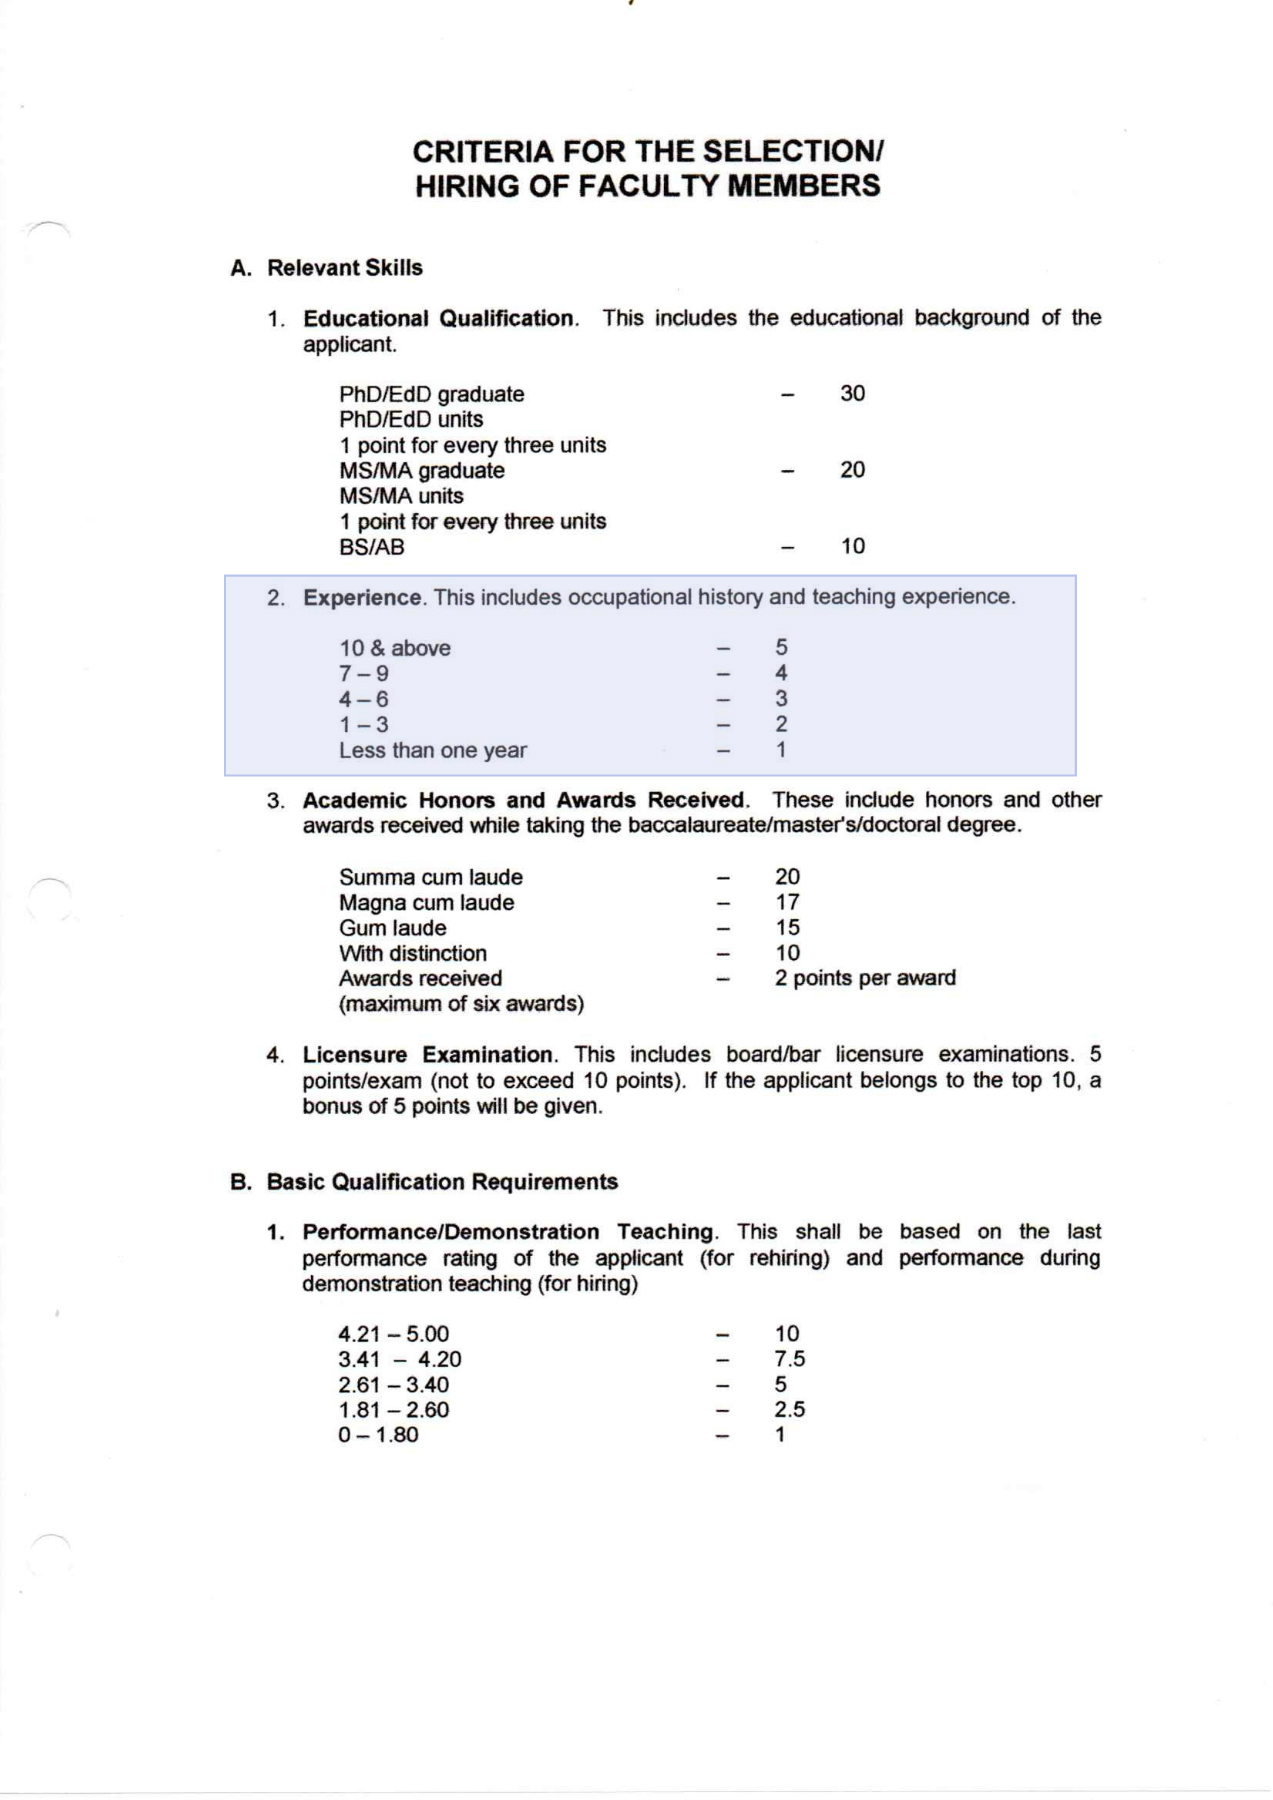 CRITERIA FOR THE SELECTION/
HIRING OF FACULTY MEMBERS
A. Relevant Skills
1. Educational Qualification. This includes the educational background of the
applicant.
PhD/EdD graduate – 30
PhD/EdD units
1 point for every three units
MS/MA graduate – 20
MS/MA units
1 point for every three units
BS/AB – 10
2. Experience. This includes occupational history and teaching experience.
10 & above – 5
7 – 9 – 4
4 – 6 – 3
1 – 3 – 2
Less than one year – 1
3. Academic Honors and Awards Received. These include honors and other
awards received while taking the baccalaureate/master's/doctoral degree.
Summa cum laude – 20
Magna cum laude – 17
Gum laude – 15
With distinction – 10
Awards received – 2 points per award
(maximum of six awards)
4. Licensure Examination. This includes board/bar licensure examinations. 5
points/exam (not to exceed 10 points). If the applicant belongs to the top 10, a
bonus of 5 points will be given.
B. Basic Qualification Requirements
1. Performance/Demonstration Teaching. This shall be based on the last
performance rating of the applicant (for rehiring) and performance during
demonstration teaching (for hiring)
4.21 – 5.00 – 10
3.41 – 4.20 – 7.5
2.61 – 3.40 – 5
1.81 – 2.60 – 2.5
0 – 1.80 – 1